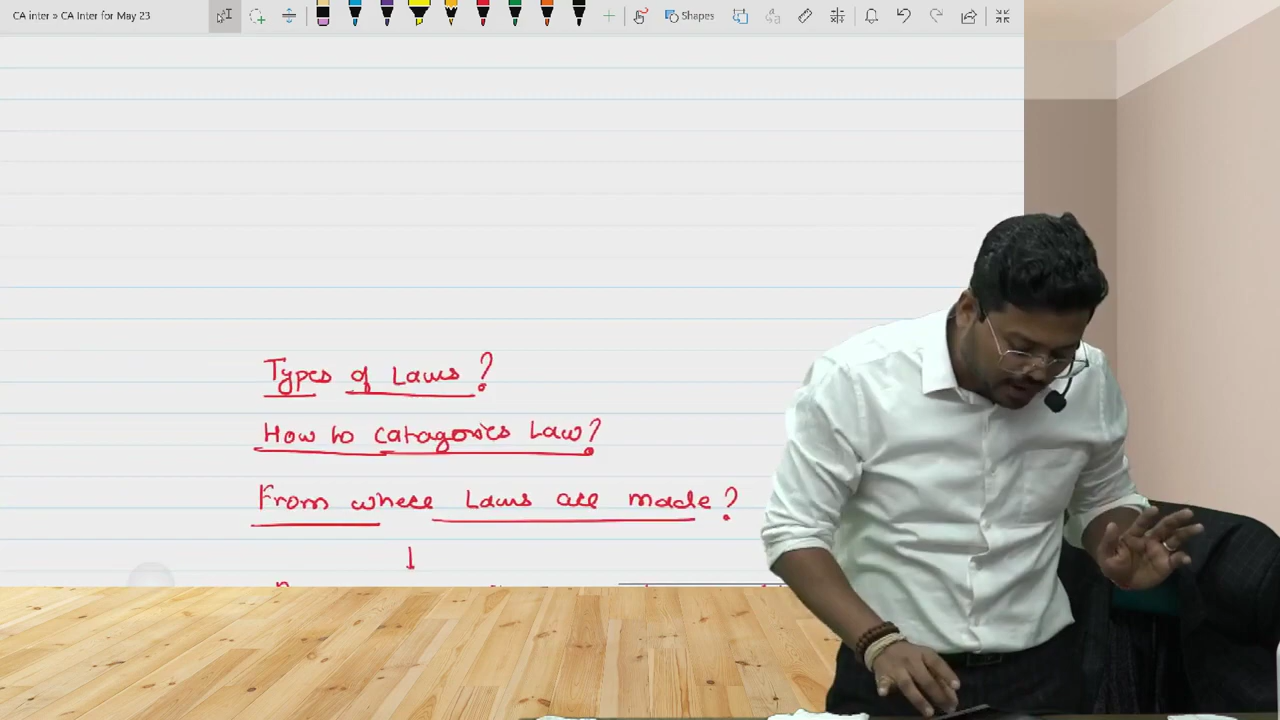 CA inter » CA Inter for May 23
Shapes
Types of Laws?
How to Catagories Law?
From where Laws are made?